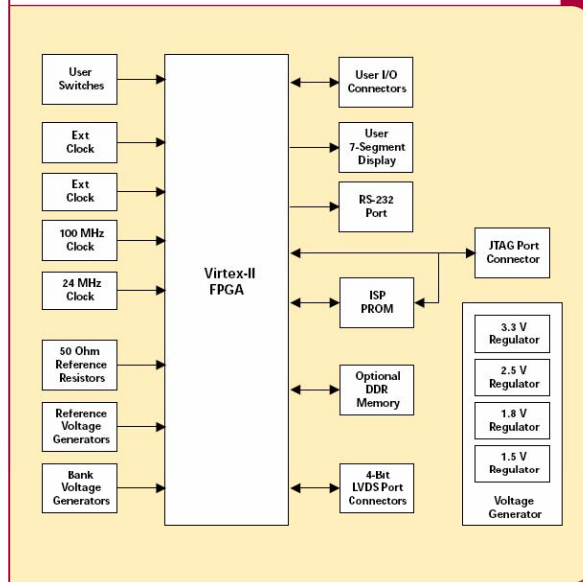 User
Switches
Ext
Clock
Ext
Clock
100 MHz
Clock
24 MHz
Clock
50 Ohm
Reference
Resistors
Reference
Voltage
Generators
Bank
Voltage
Generators
Virtex-II
FPGA
User I/O
Connectors
User
7-Segment
Display
RS-232
Port
JTAG Port
Connector
ISP
PROM
Optional
DDR
Memory
4-Bit
LVDS Port
Connectors
3.3 V
Regulator
2.5 V
Regulator
1.8 V
Regulator
1.5 V
Regulator
Voltage
Generator